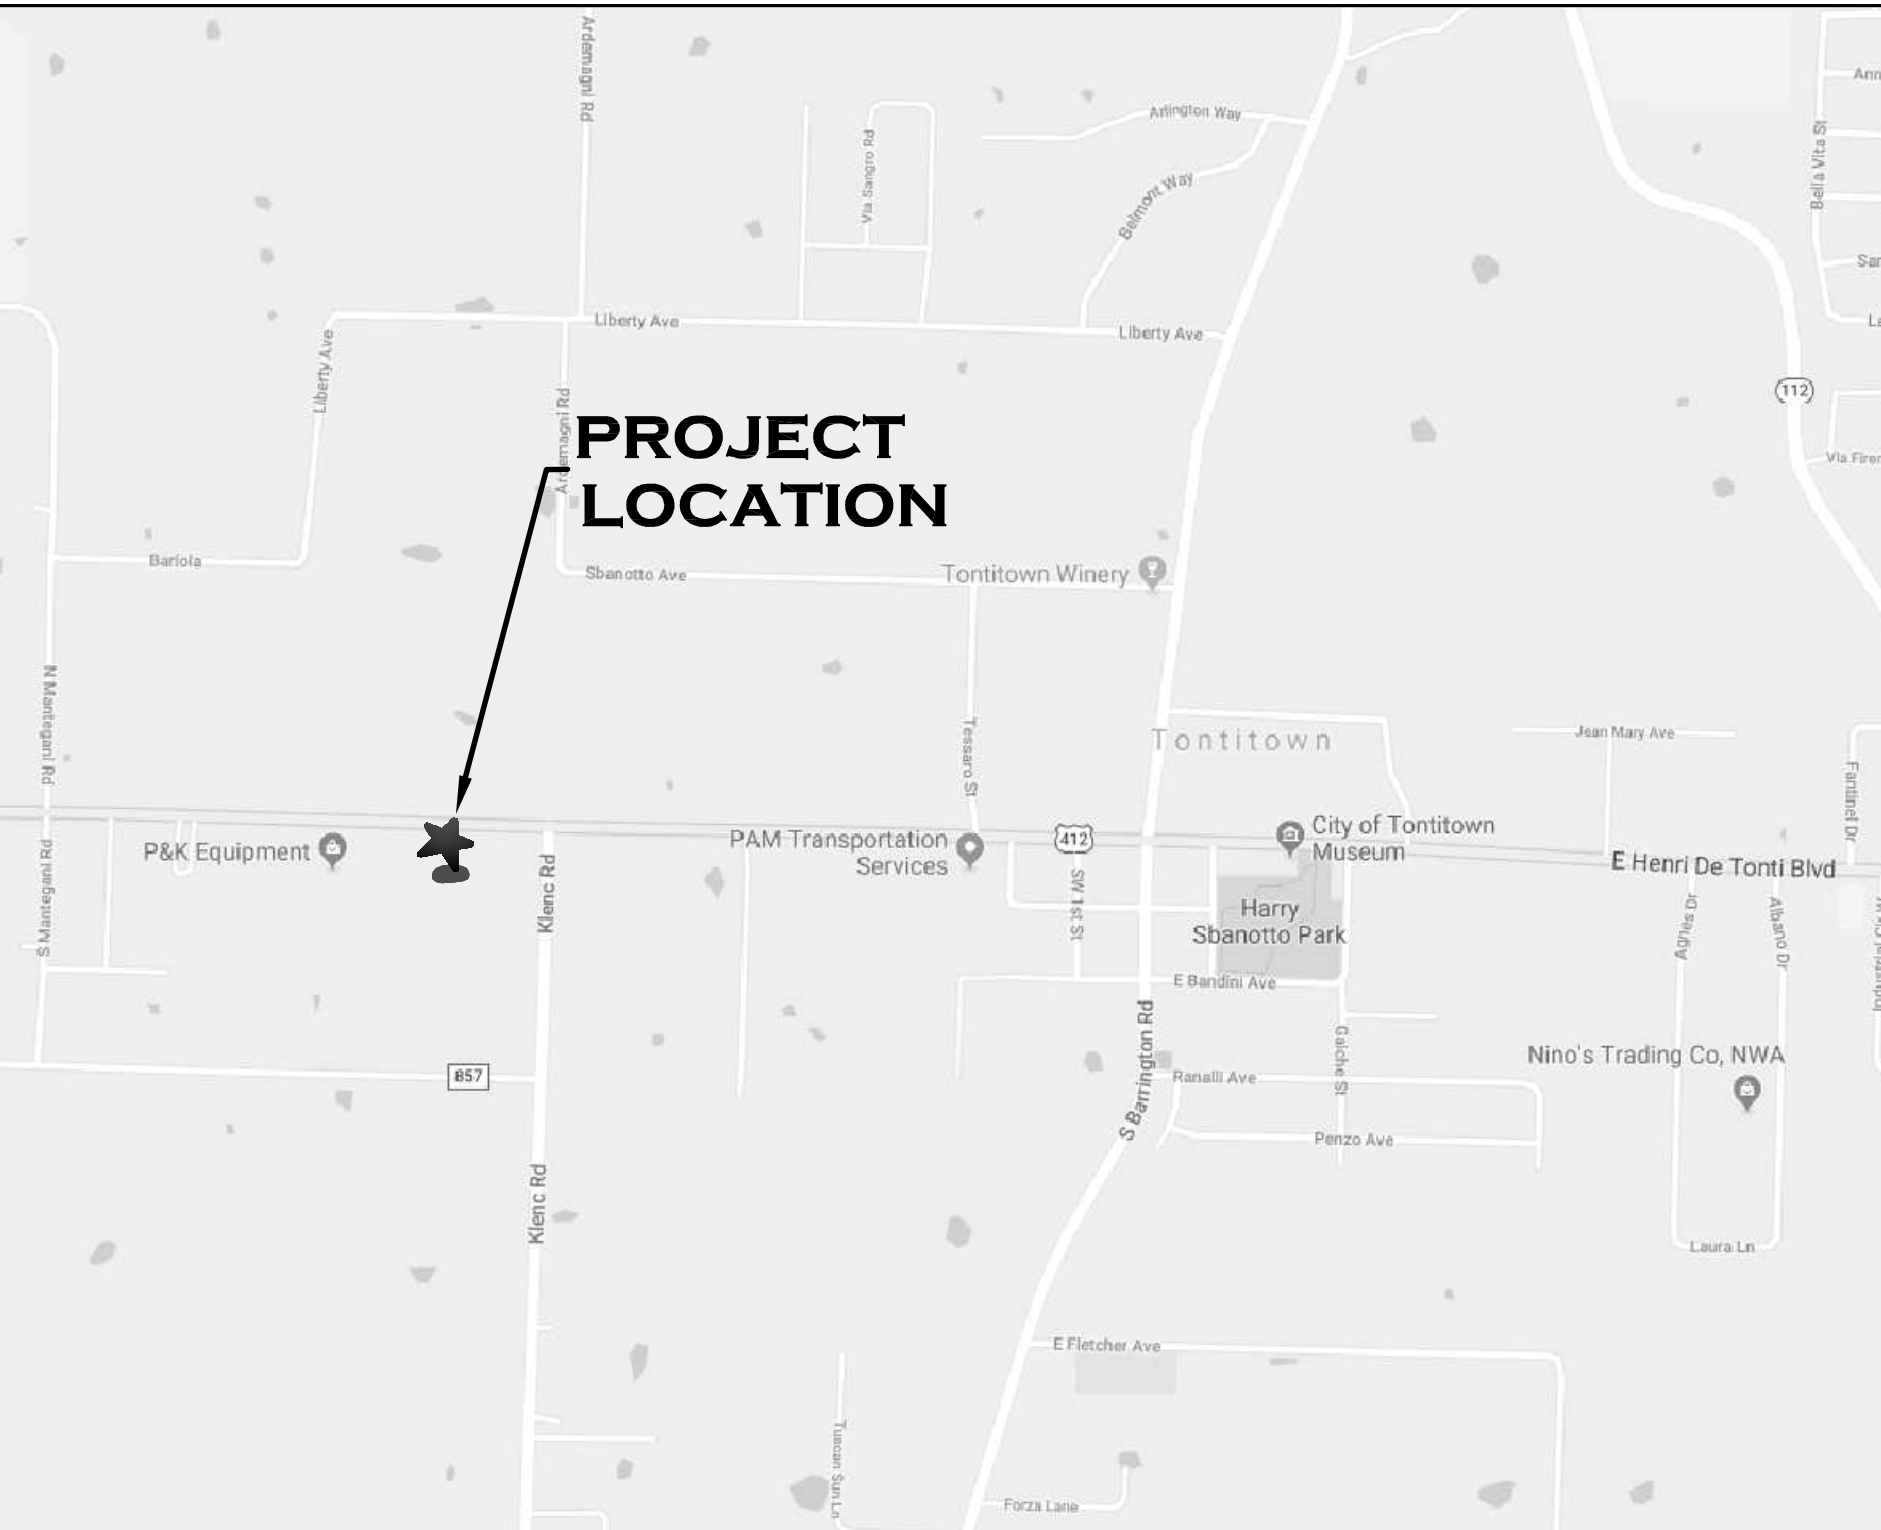 Ardemagni Rd
Arlington Way
Via Sangro Rd
Belmont Way
Bella Vita St
Liberty Ave
Liberty Ave
Liberty Ave
112
Ardemagni Rd
PROJECT
LOCATION
Bariola
Sbanotto Ave
Tontitown Winery
N Mantegani Rd
Tessaro St
Tontitown
Jean Mary Ave
Fantinel Dr
P&K Equipment
Klenc Rd
PAM Transportation
Services
412
City of Tontitown
Museum
E Henri De Tonti Blvd
S Mantegani Rd
SW 1st St
Harry
Sbanotto Park
Agnes Dr
Albano Dr
E Bandini Ave
S Barrington Rd
Gaiche St
Nino's Trading Co, NWA
857
Ranalli Ave
Penzo Ave
Klenc Rd
Laura Ln
E Fletcher Ave
Tuscan Sun Ln
Forza Lane